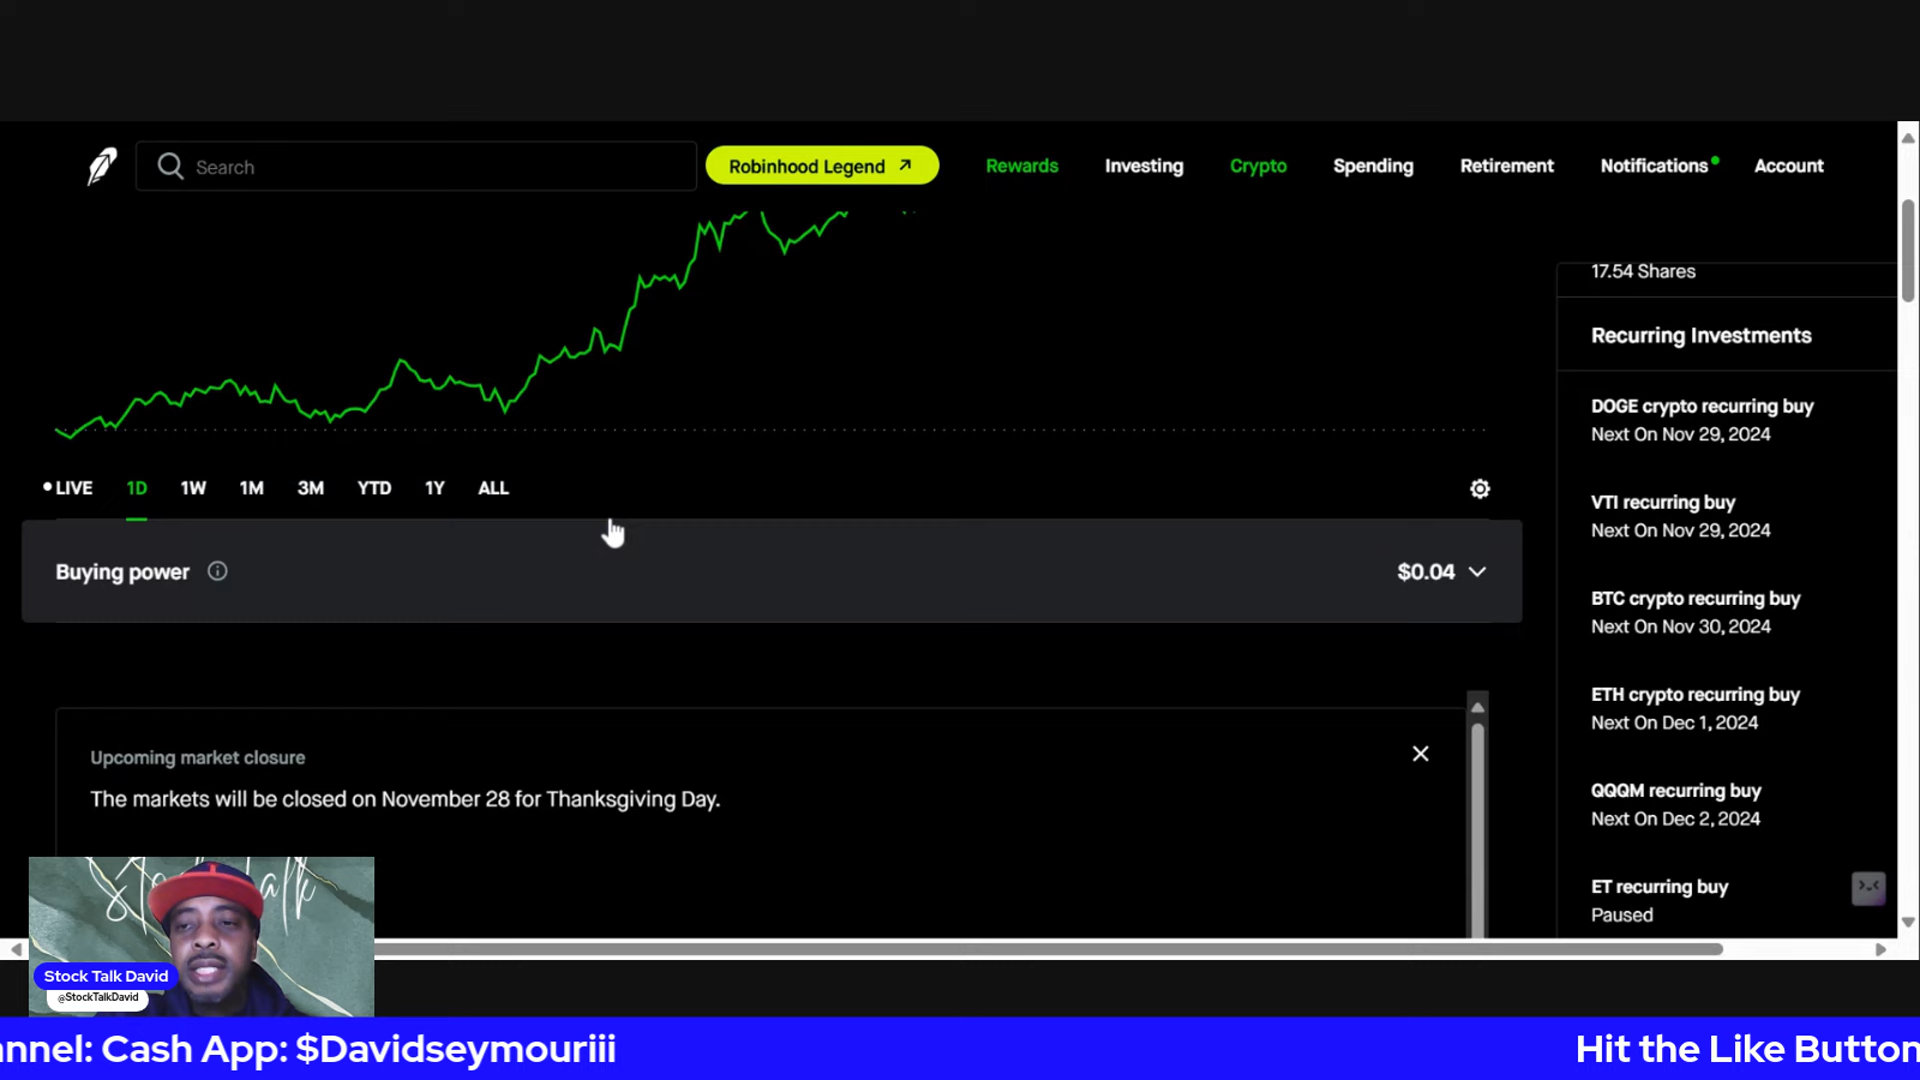 Search
Robinhood Legend
Rewards
Investing
Crypto
Spending
Retirement
Notifications
Account
17.54 Shares
Recurring Investments
DOGE crypto recurring buy
Next On Nov 29, 2024
VTI recurring buy
Next On Nov 29, 2024
BTC crypto recurring buy
Next On Nov 30, 2024
ETH crypto recurring buy
Next On Dec 1, 2024
QQQM recurring buy
Next On Dec 2, 2024
ET recurring buy
Paused
LIVE 1D 1W 1M 3M YTD 1Y ALL
Buying power
$0.04
Upcoming market closure
The markets will be closed on November 28 for Thanksgiving Day.
Stock Talk David
@StockTalkDavid
annel: Cash App: $Davidseymouriii
Hit the Like Button